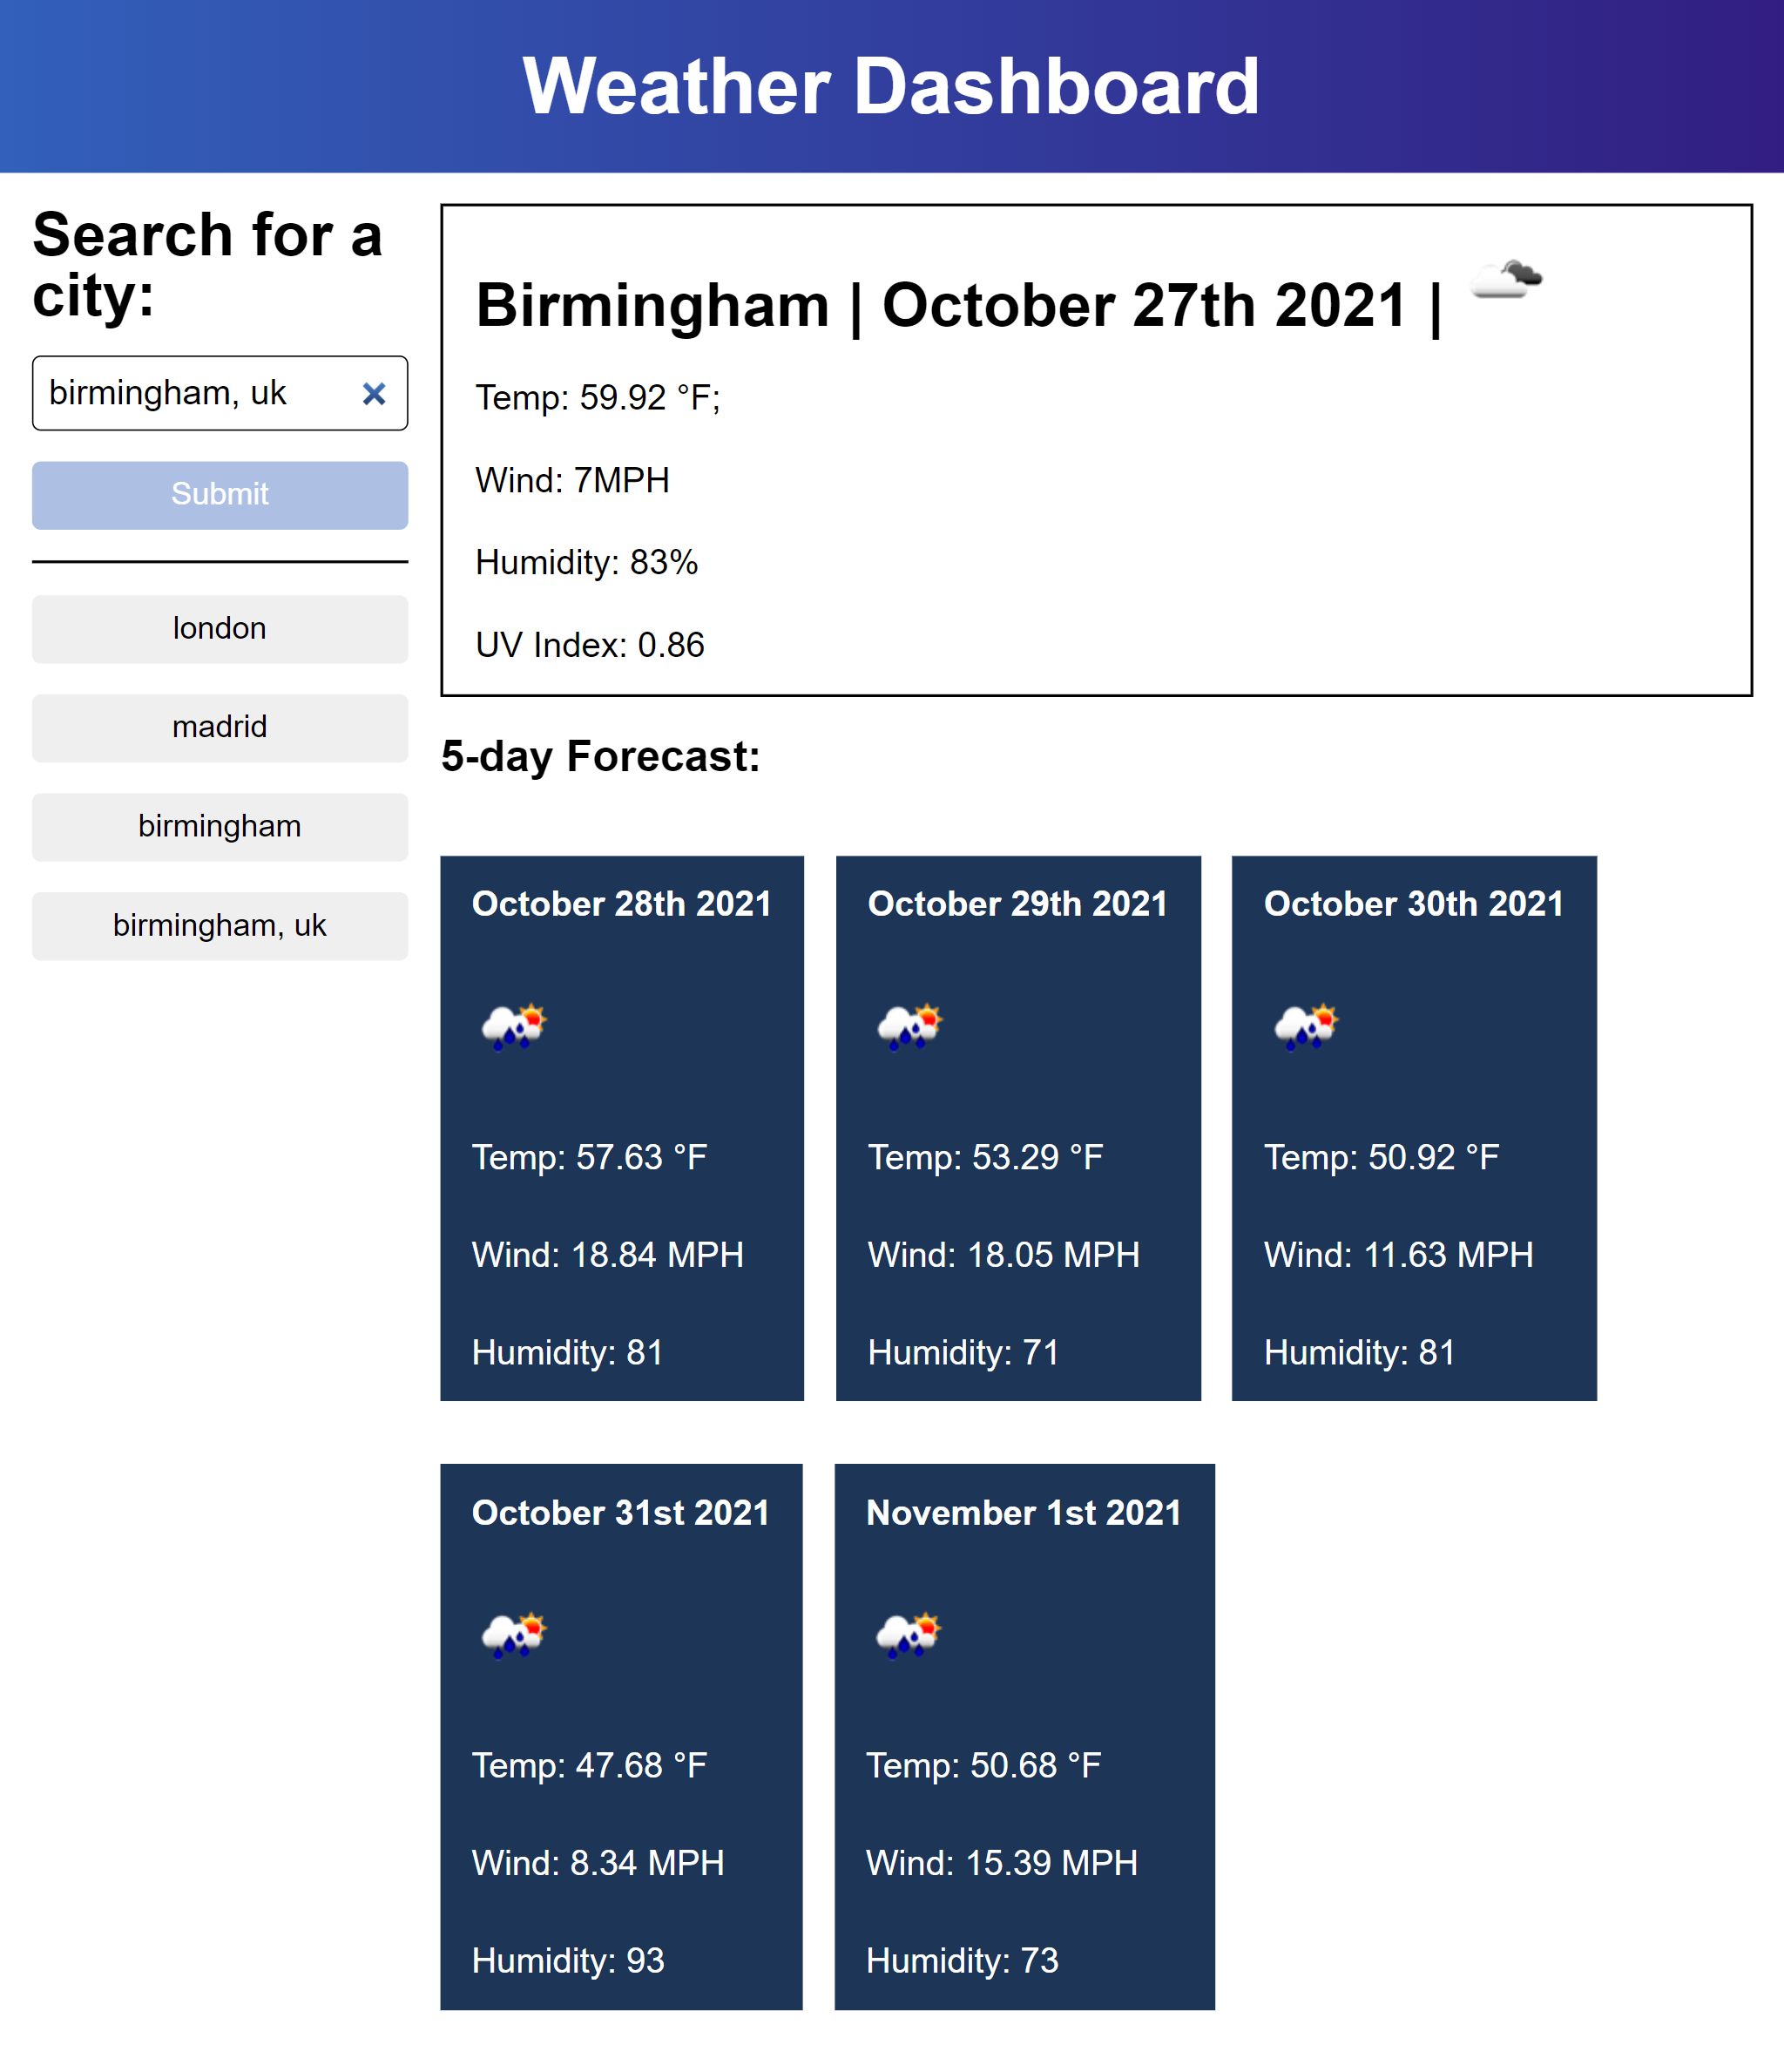 Weather Dashboard
Search for a
city:
birmingham, uk
Submit
london
madrid
birmingham
birmingham, uk
Birmingham | October 27th 2021 |
Temp: 59.92 °F;
Wind: 7MPH
Humidity: 83%
UV Index: 0.86
5-day Forecast:
October 28th 2021
Temp: 57.63 °F
Wind: 18.84 MPH
Humidity: 81
October 29th 2021
Temp: 53.29 °F
Wind: 18.05 MPH
Humidity: 71
October 30th 2021
Temp: 50.92 °F
Wind: 11.63 MPH
Humidity: 81
October 31st 2021
Temp: 47.68 °F
Wind: 8.34 MPH
Humidity: 93
November 1st 2021
Temp: 50.68 °F
Wind: 15.39 MPH
Humidity: 73